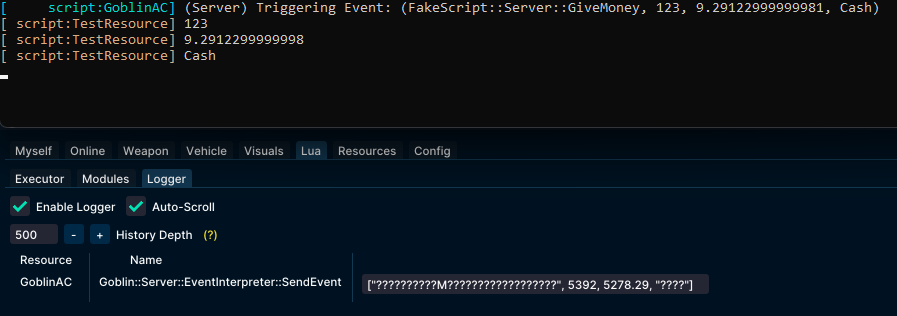 [     script:GoblinAC] (Server) Triggering Event: (FakeScript::Server::GiveMoney, 123, 9.29122999999981, Cash)
[ script:TestResource] 123
[ script:TestResource] 9.2912299999998
[ script:TestResource] Cash
Myself Online Weapon Vehicle Visuals Lua Resources Config
Executor Modules Logger
Enable Logger Auto-Scroll
500 - + History Depth (?)
Resource Name
GoblinAC Goblin::Server::EventInterpreter::SendEvent ["??????????M??????????????????", 5392, 5278.29, "????"]